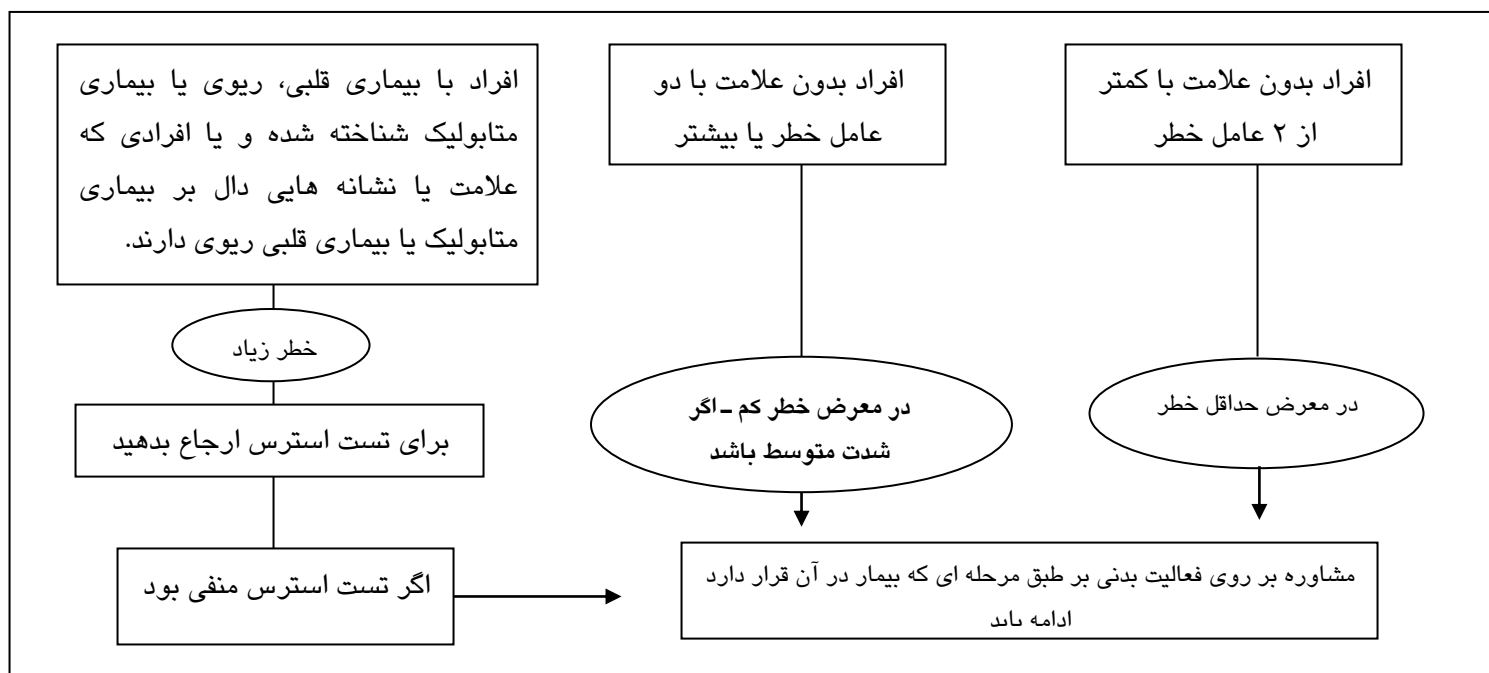 افراد بدون علامت با کمتر
از ۲ عامل خطر
افراد بدون علامت با دو
عامل خطر یا بیشتر
افراد با بیماری قلبی، ریوی یا بیماری
متابولیک شناخته شده و یا افرادی که
علامت یا نشانه هایی دال بر بیماری
متابولیک یا بیماری قلبی ریوی دارند.
در معرض حداقل خطر
در معرض خطر کم – اگر
شدت متوسط باشد
خطر زیاد
برای تست استرس ارجاع بدهید
اگر تست استرس منفی بود
مشاوره بر روی فعالیت بدنی بر طبق مرحله ای که بیمار در آن قرار دارد
ادامه یابد